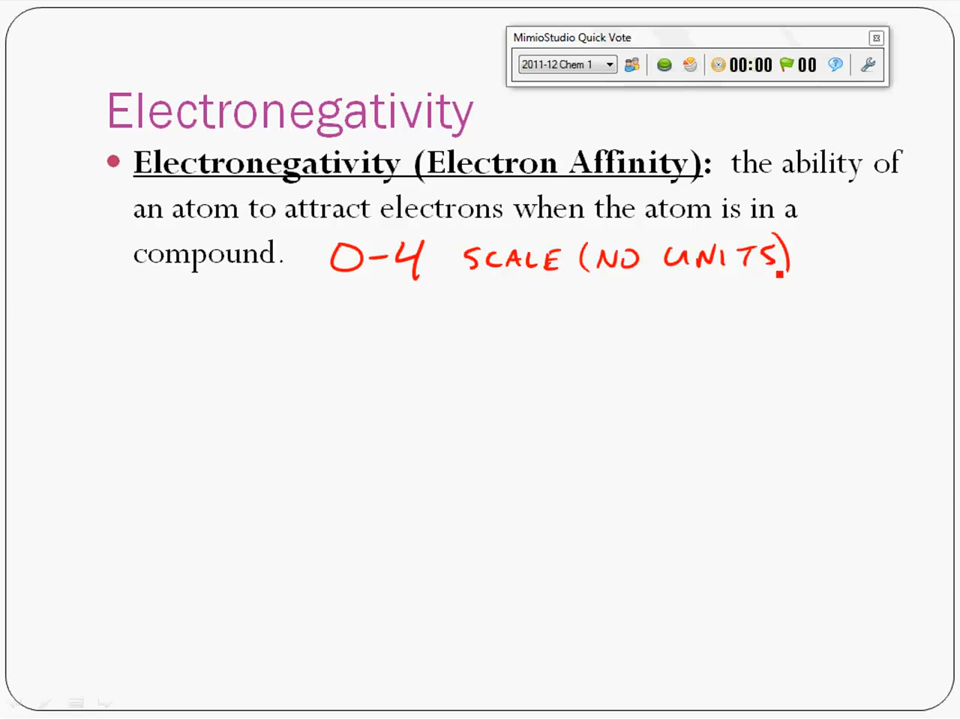 MimioStudio Quick Vote
2011-12 Chem 1 00:00 00
Electronegativity
• Electronegativity (Electron Affinity): the ability of
an atom to attract electrons when the atom is in a
compound. 0-4 SCALE (NO UNITS)